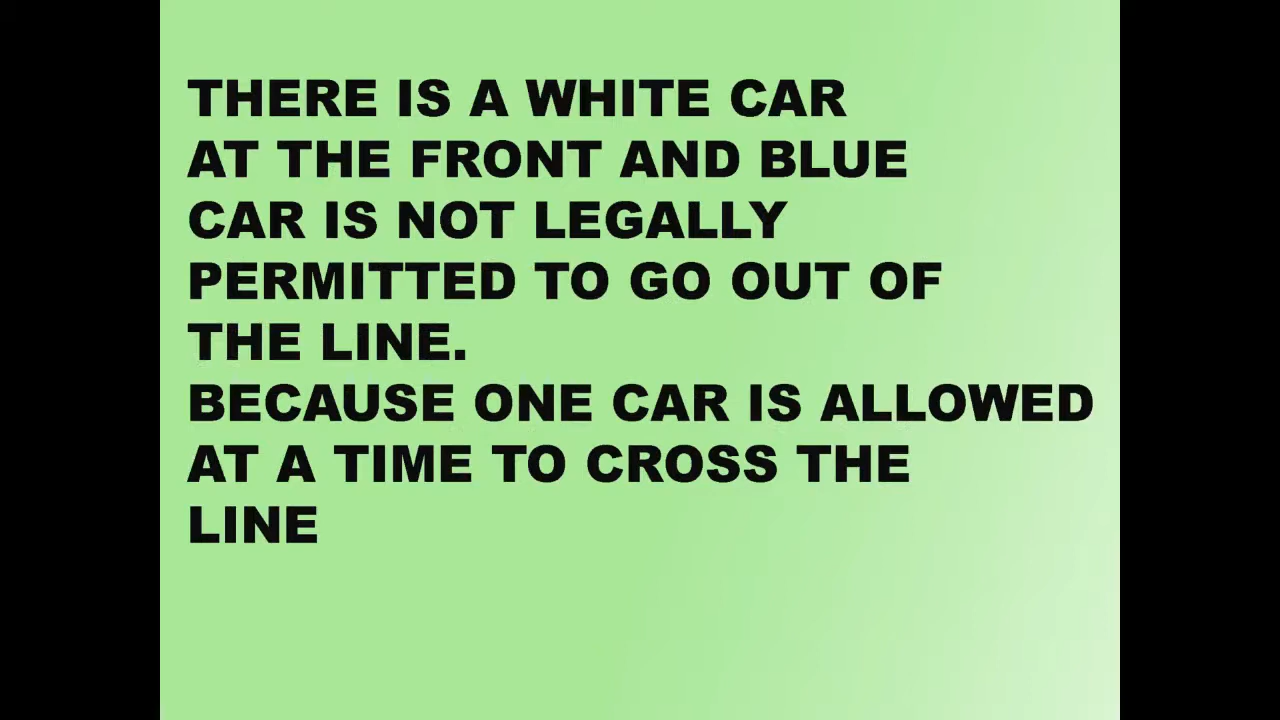 THERE IS A WHITE CAR
AT THE FRONT AND BLUE
CAR IS NOT LEGALLY
PERMITTED TO GO OUT OF
THE LINE.
BECAUSE ONE CAR IS ALLOWED
AT A TIME TO CROSS THE
LINE